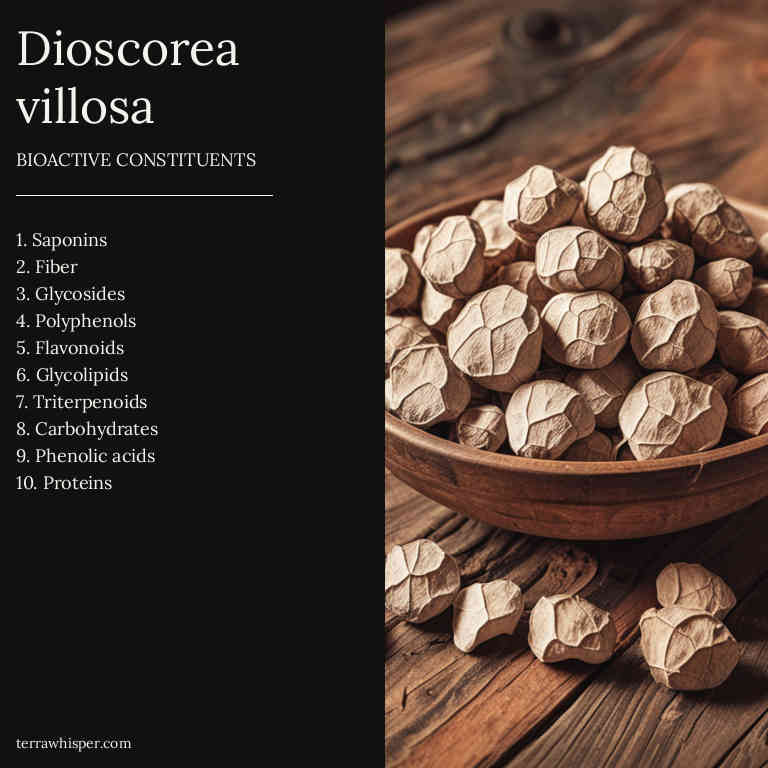 Dioscorea
villosa
BIOACTIVE CONSTITUENTS
1. Saponins
2. Fiber
3. Glycosides
4. Polyphenols
5. Flavonoids
6. Glycolipids
7. Triterpenoids
8. Carbohydrates
9. Phenolic acids
10. Proteins
terrawhisper.com